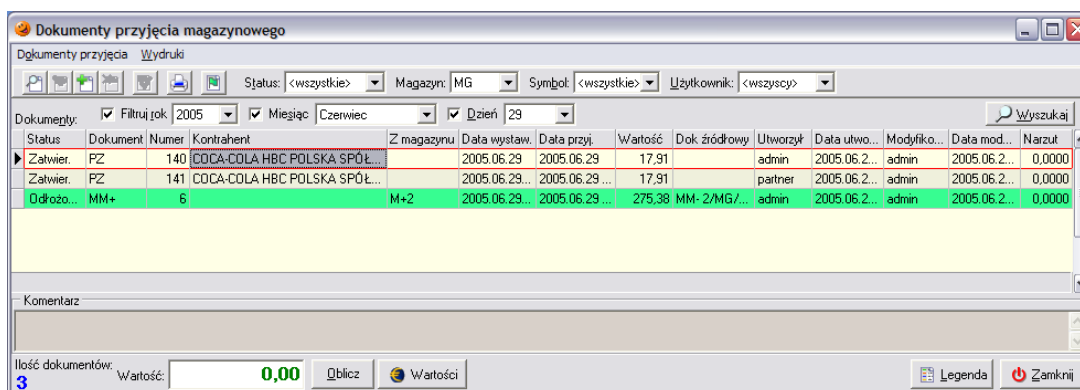 Dokumenty przyjęcia magazynowego
Dokumenty przyjęcia Wydruki
Status: <wszystkie> Magazyn: MG Symbol: <wszystkie> Użytkownik: <wszyscy>
Dokumenty: Filtruj rok 2005 Miesiąc Czerwiec Dzień 29 Wyszukaj
Status Dokument Numer Kontrahent Z magazynu Data wystaw. Data przyj. Wartość Dok źródłowy Utworzył Data utwo... Modyfiko... Data mod... Narzut
Zatwier. PZ 140 COCA-COLA HBC POLSKA SPÓŁ... 2005.06.29 2005.06.29 17,91 admin 2005.06.2... admin 2005.06.2... 0,0000
Zatwier. PZ 141 COCA-COLA HBC POLSKA SPÓŁ... 2005.06.29... 2005.06.29 ... 17,91 partner 2005.06.2... admin 2005.06.2... 0,0000
Odłożo... MM+ 6 M+2 2005.06.29... 2005.06.29 ... 275,38 MM- 2/MG/... admin 2005.06.2... admin 2005.06.2... 0,0000
Komentarz
Ilość dokumentów:
3 Wartość: 0,00 Oblicz Wartości Legenda Zamknij